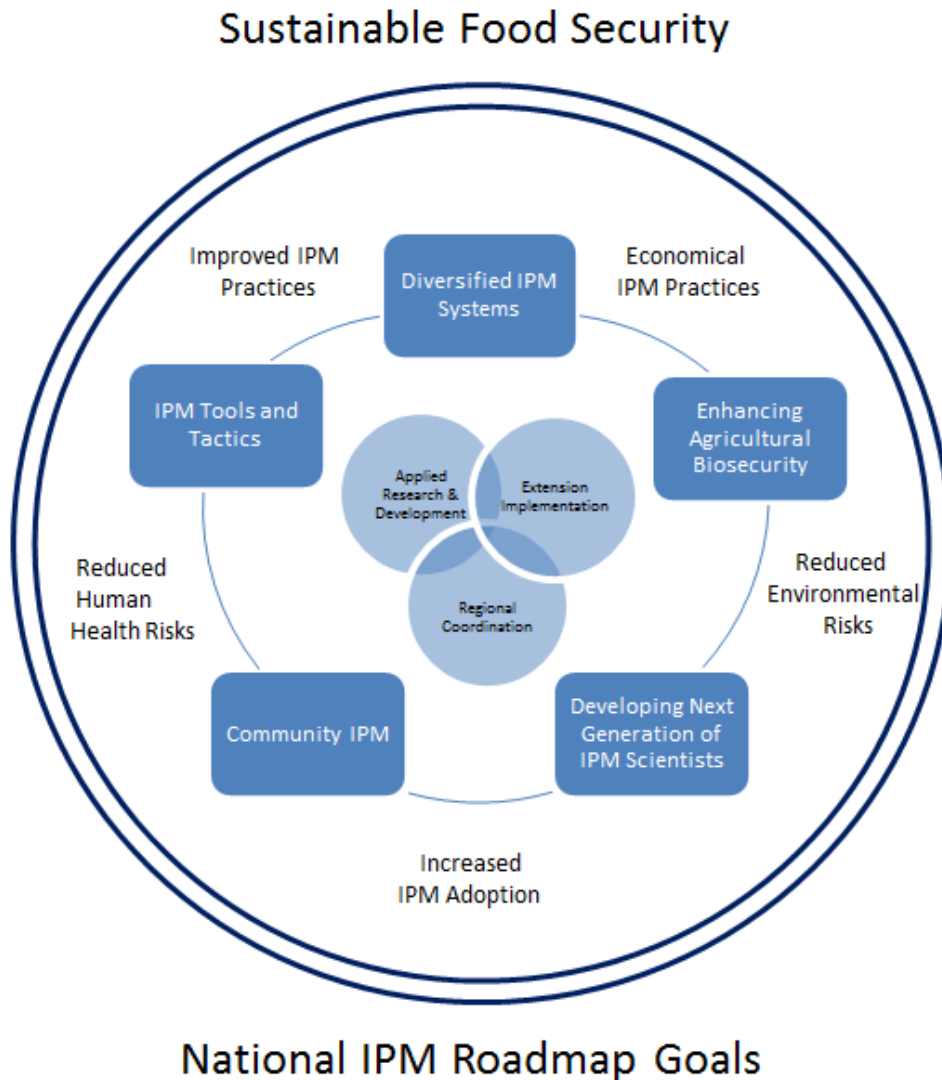 Sustainable Food Security
Improved IPM
Practices
Diversified IPM
Systems
Economical
IPM Practices
IPM Tools and
Tactics
Enhancing
Agricultural
Biosecurity
Applied
Research &
Development
Extension
Implementation
Regional
Coordination
Reduced
Human
Health Risks
Reduced
Environmental
Risks
Community IPM
Developing Next
Generation of
IPM Scientists
Increased
IPM Adoption
National IPM Roadmap Goals